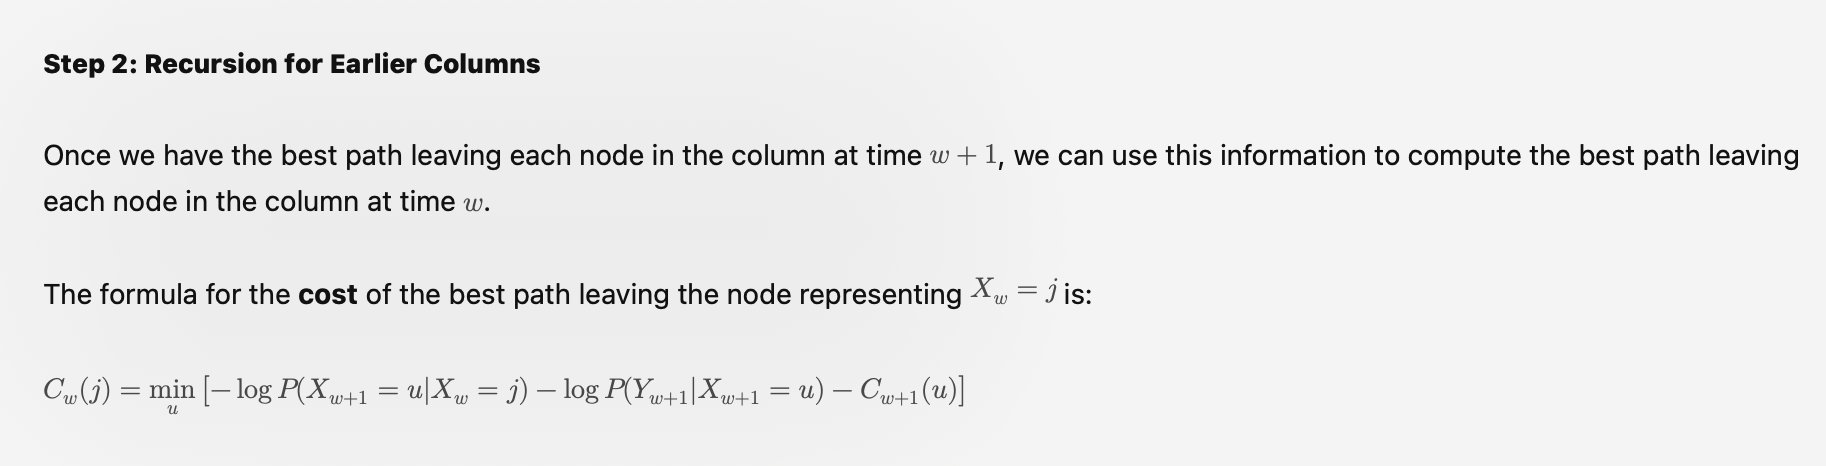 Step 2: Recursion for Earlier Columns
Once we have the best path leaving each node in the column at time w + 1, we can use this information to compute the best path leaving
each node in the column at time w.
The formula for the cost of the best path leaving the node representing X_w = j is:
C_w(j) = min_u [− log P(X_{w+1} = u|X_w = j) − log P(Y_{w+1}|X_{w+1} = u) − C_{w+1}(u)]